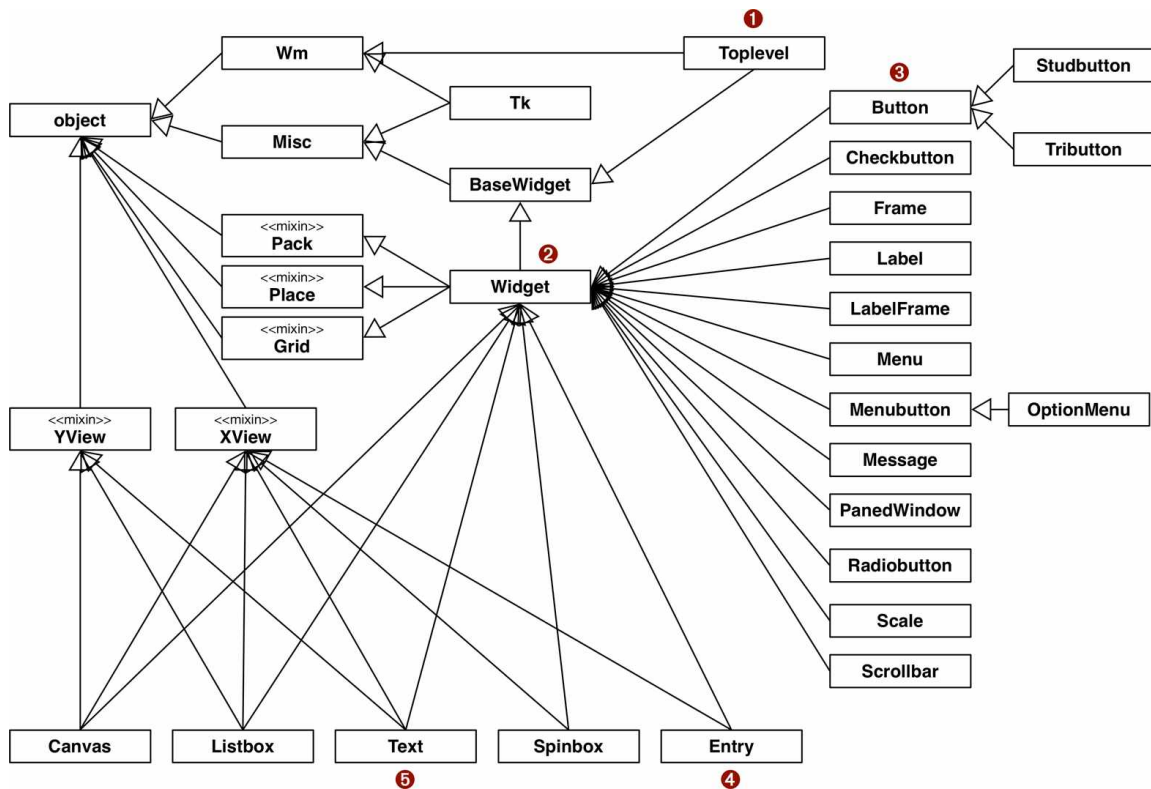 ❶
Wm
Toplevel
Studbutton
❸
Tk
object
Button
Misc
Tributton
Checkbutton
BaseWidget
Frame
<<mixin>>
Pack
❷
Label
<<mixin>>
Place
Widget
LabelFrame
<<mixin>>
Grid
Menu
<<mixin>>
YView
<<mixin>>
XView
Menubutton
OptionMenu
Message
PanedWindow
Radiobutton
Scale
Scrollbar
Canvas
Listbox
Text
Spinbox
Entry
❺
❹